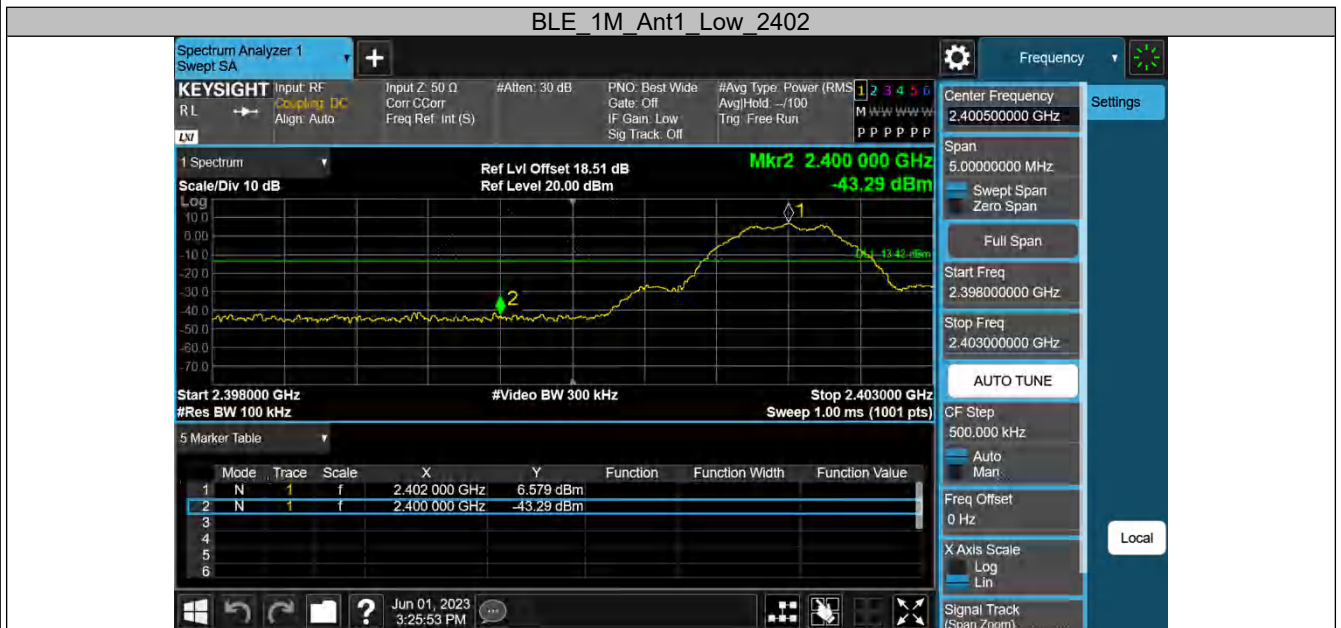 BLE_1M_Ant1_Low_2402
Spectrum Analyzer 1
Swept SA
+
Frequency
KEYSIGHT
RL
LXI
Input: RF
Coupling: DC
Align: Auto
Input Z: 50 Ω
Corr CCorr
Freq Ref: Int (S)
#Atten: 30 dB
PNO: Best Wide
Gate: Off
IF Gain: Low
Sig Track: Off
#Avg Type: Power (RMS
Avg|Hold: --/100
Trig: Free Run
1 2 3 4 5 6
M W W W W W
P P P P P P
Center Frequency
2.400500000 GHz
Settings
Span
5.00000000 MHz
Swept Span
Zero Span
Full Span
Start Freq
2.398000000 GHz
Stop Freq
2.403000000 GHz
AUTO TUNE
CF Step
500.000 kHz
Auto
Man
Freq Offset
0 Hz
X Axis Scale
Log
Lin
Signal Track
(Span Zoom)
Local
1 Spectrum
Scale/Div 10 dB
Ref Lvl Offset 18.51 dB
Ref Level 20.00 dBm
Mkr2 2.400 000 GHz
-43.29 dBm
Log
10.0
0.00
-10.0
-20.0
-30.0
-40.0
-50.0
-60.0
-70.0
1
2
DL1 -13.42 dBm
Start 2.398000 GHz
#Res BW 100 kHz
#Video BW 300 kHz
Stop 2.403000 GHz
Sweep 1.00 ms (1001 pts)
5 Marker Table
Mode Trace Scale X Y Function Function Width Function Value
1 N 1 f 2.402 000 GHz 6.579 dBm
2 N 1 f 2.400 000 GHz -43.29 dBm
3
4
5
6
?
Jun 01, 2023
3:25:53 PM